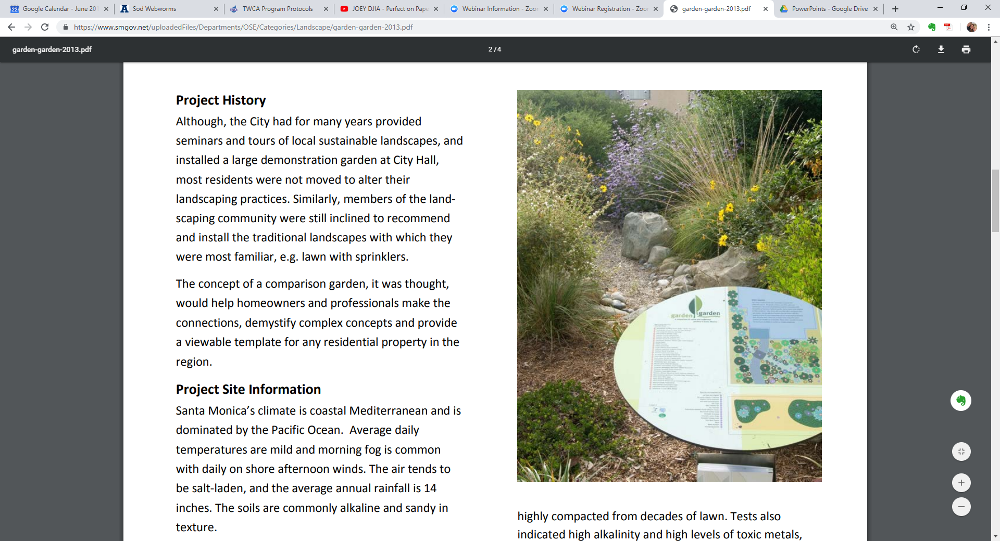 Google Calendar - June 201
Sod Webworms
TWCA Program Protocols
JOEY DJIA - Perfect on Pape
Webinar Information - Zoom
Webinar Registration - Zoom
garden-garden-2013.pdf
PowerPoints - Google Drive
https://www.smgov.net/uploadedFiles/Departments/OSE/Categories/Landscape/garden-garden-2013.pdf
garden-garden-2013.pdf
2 / 4
Project History
Although, the City had for many years provided
seminars and tours of local sustainable landscapes, and
installed a large demonstration garden at City Hall,
most residents were not moved to alter their
landscaping practices. Similarly, members of the land-
scaping community were still inclined to recommend
and install the traditional landscapes with which they
were most familiar, e.g. lawn with sprinklers.
The concept of a comparison garden, it was thought,
would help homeowners and professionals make the
connections, demystify complex concepts and provide
a viewable template for any residential property in the
region.
Project Site Information
Santa Monica’s climate is coastal Mediterranean and is
dominated by the Pacific Ocean.  Average daily
temperatures are mild and morning fog is common
with daily on shore afternoon winds. The air tends to
be salt-laden, and the average annual rainfall is 14
inches. The soils are commonly alkaline and sandy in
texture.
garden garden
highly compacted from decades of lawn. Tests also
indicated high alkalinity and high levels of toxic metals,